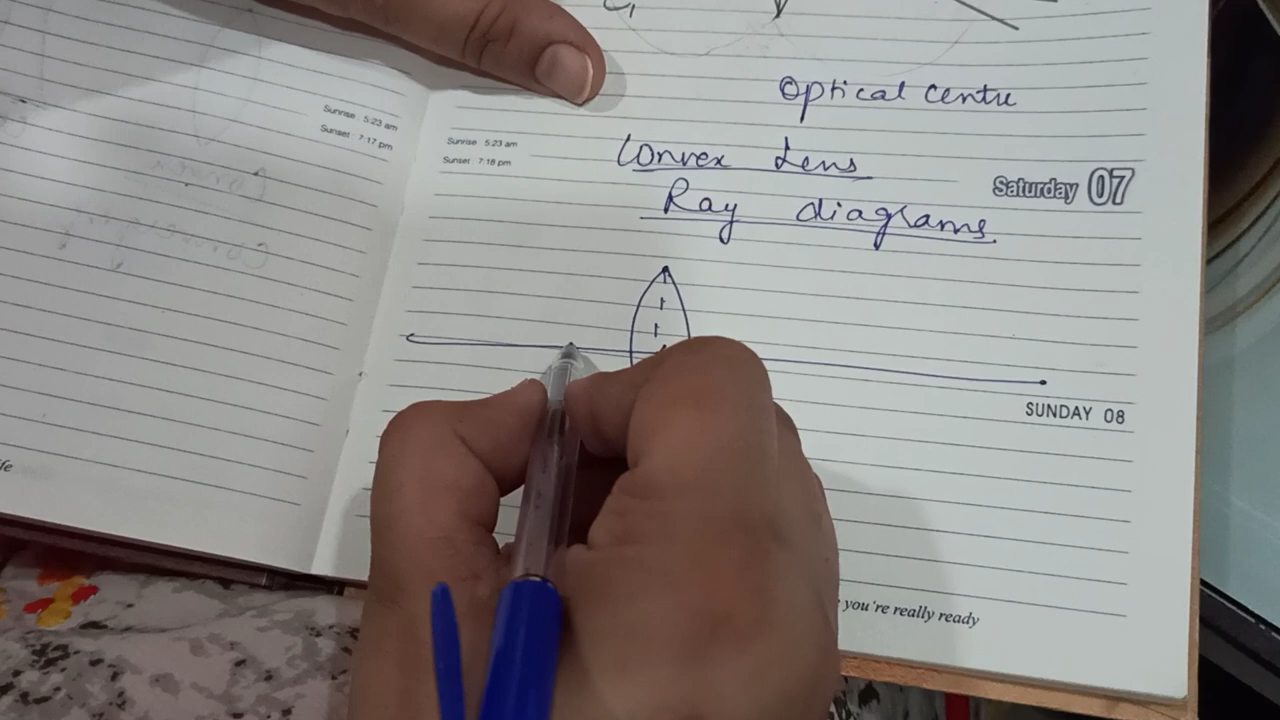 Optical centre
Sunrise 5:23 am
Sunset 7:17 pm
Sunrise 5:23 am
Sunset 7:18 pm
Convex Lens
Saturday 07
Ray diagrams
SUNDAY 08
you're really ready